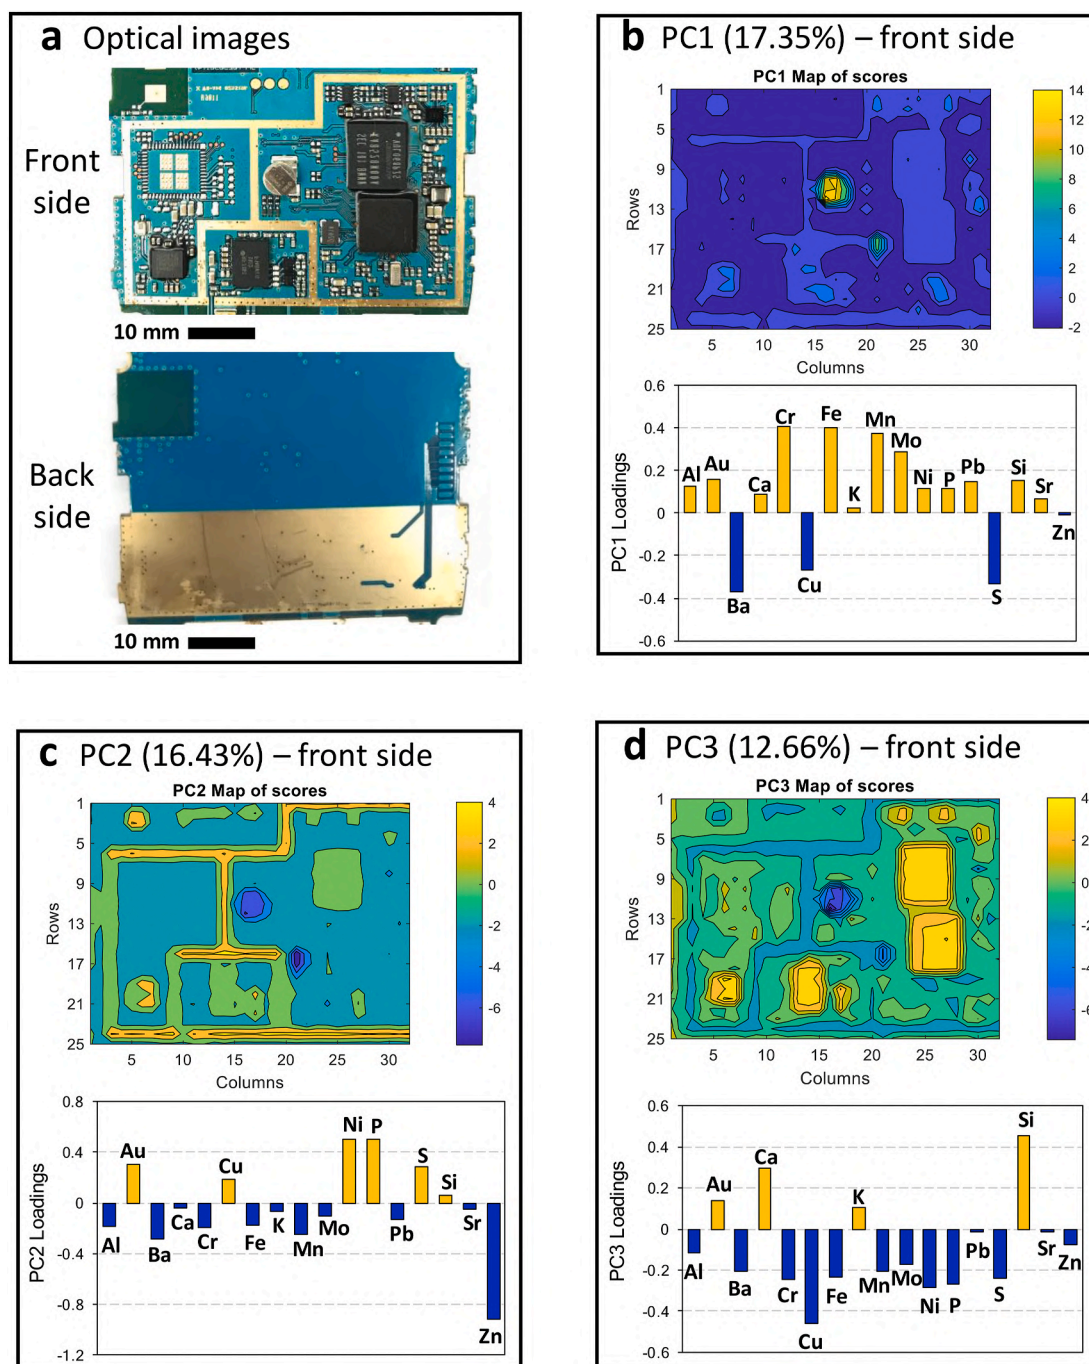 a Optical images
Front
side
10 mm
Back
side
10 mm
b PC1 (17.35%) – front side
PC1 Map of scores
1
5
9
13
17
21
25
Rows
5 10 15 20 25 30
Columns
14
12
10
8
6
4
2
0
-2
0.6
0.4
0.2
0
-0.2
-0.4
-0.6
PC1 Loadings
Al Au Ba Ca Cr Cu Fe K Mn Mo Ni P Pb S Si Sr Zn
c PC2 (16.43%) – front side
PC2 Map of scores
1
5
9
13
17
21
25
Rows
5 10 15 20 25 30
Columns
4
2
0
-2
-4
-6
0.8
0.4
0
-0.4
-0.8
-1.2
PC2 Loadings
Al Au Ba Ca Cr Cu Fe K Mn Mo Ni P Pb S Si Sr Zn
d PC3 (12.66%) – front side
PC3 Map of scores
1
5
9
13
17
21
25
Rows
5 10 15 20 25 30
Columns
4
2
0
-2
-4
-6
0.6
0.4
0.2
0
-0.2
-0.4
-0.6
PC3 Loadings
Al Au Ba Ca Cr Cu Fe K Mn Mo Ni P Pb S Si Sr Zn